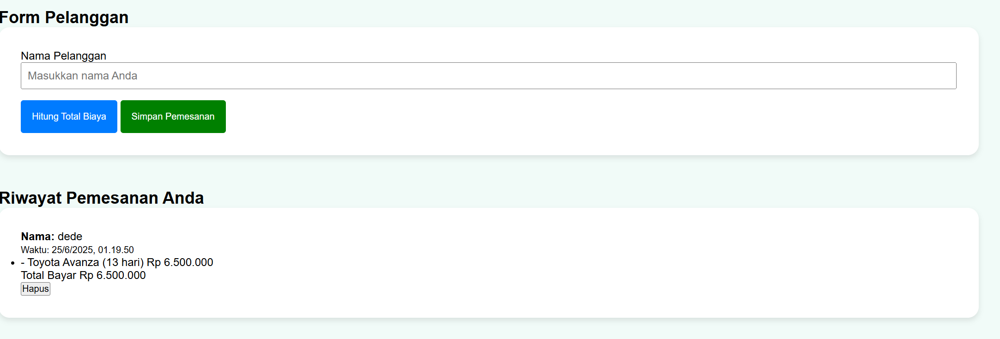 Form Pelanggan
Nama Pelanggan
Masukkan nama Anda
Hitung Total Biaya
Simpan Pemesanan
Riwayat Pemesanan Anda
Nama: dede
Waktu: 25/6/2025, 01.19.50
• - Toyota Avanza (13 hari) Rp 6.500.000
Total Bayar Rp 6.500.000
Hapus